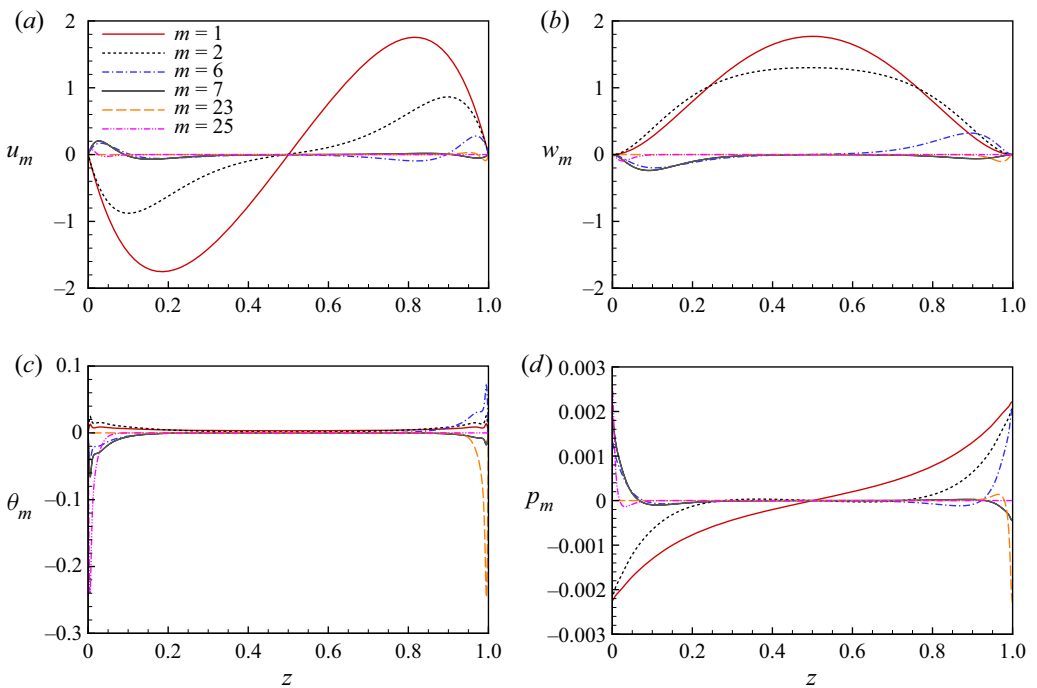 (a)
2
1
0
−1
−2
u_m
m = 1
m = 2
m = 6
m = 7
m = 23
m = 25
0 0.2 0.4 0.6 0.8 1.0
(b)
2
1
0
−1
−2
w_m
0 0.2 0.4 0.6 0.8 1.0
(c)
0.1
0
−0.1
−0.2
−0.3
θ_m
0 0.2 0.4 0.6 0.8 1.0
z
(d)
0.003
0.002
0.001
0
−0.001
−0.002
−0.003
p_m
0 0.2 0.4 0.6 0.8 1.0
z